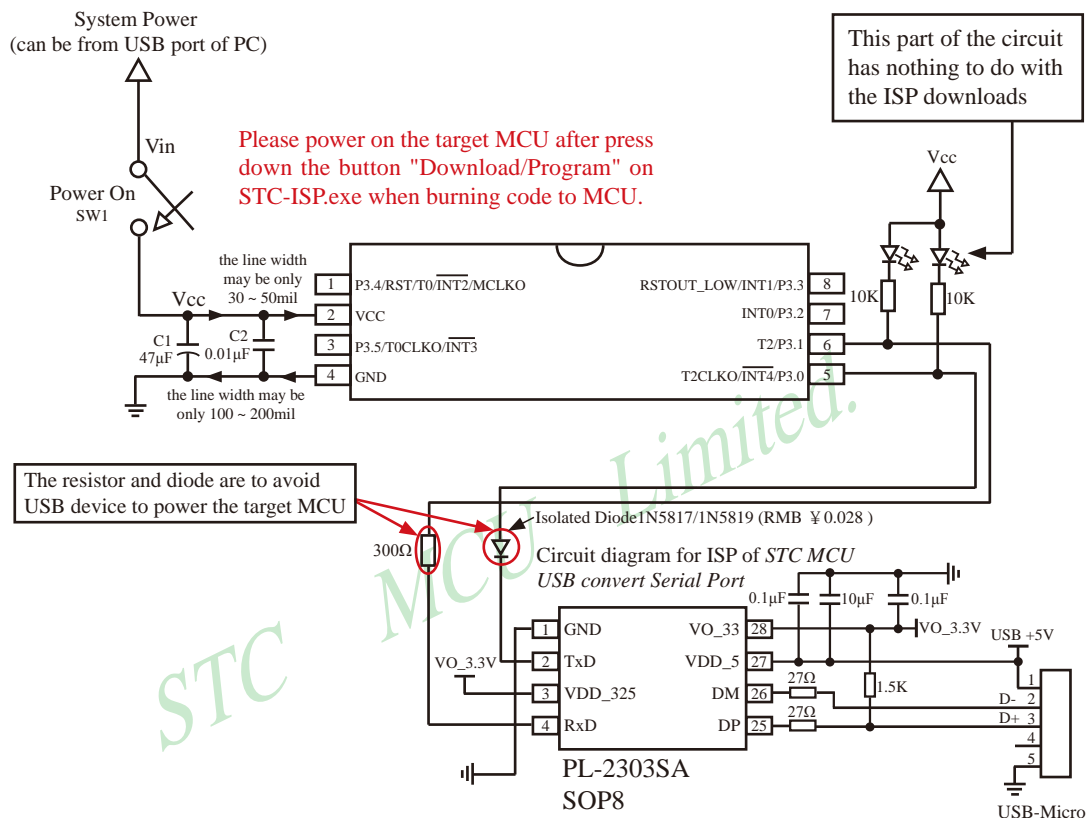 System Power
(can be from USB port of PC)
Vin
Power On
SW1
This part of the circuit
has nothing to do with
the ISP downloads
Please power on the target MCU after press
down the button "Download/Program" on
STC-ISP.exe when burning code to MCU.
Vcc
10K
10K
the line width
may be only
30 ~ 50mil
Vcc
C1
47µF
C2
0.01µF
the line width may be
only 100 ~ 200mil
1 P3.4/RST/T0/INT2/MCLKO
2 VCC
3 P3.5/T0CLKO/INT3
4 GND
RSTOUT_LOW/INT1/P3.3 8
INT0/P3.2 7
T2/P3.1 6
T2CLKO/INT4/P3.0 5
STC MCU Limited.
The resistor and diode are to avoid
USB device to power the target MCU
300Ω
Isolated Diode1N5817/1N5819 (RMB ¥0.028 )
Circuit diagram for ISP of STC MCU
USB convert Serial Port
0.1µF
10µF
0.1µF
VO_3.3V
1 GND
2 TxD
3 VDD_325
4 RxD
VO_33 28
VDD_5 27
DM 26
DP 25
VO_3.3V
USB +5V
1.5K
27Ω
27Ω
1
D- 2
D+ 3
4
5
PL-2303SA
SOP8
USB-Micro